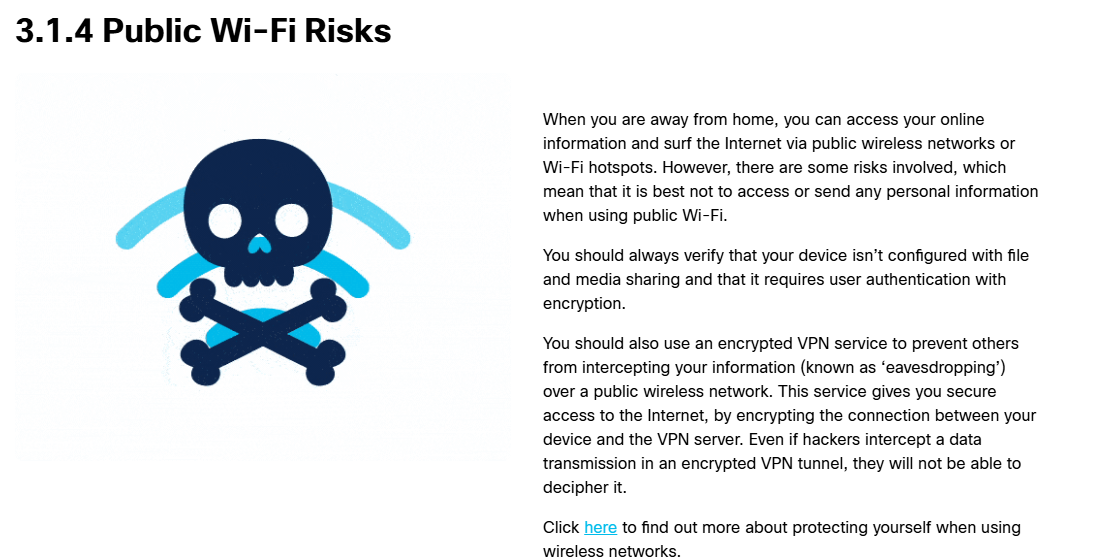 3.1.4 Public Wi-Fi Risks
When you are away from home, you can access your online
information and surf the Internet via public wireless networks or
Wi-Fi hotspots. However, there are some risks involved, which
mean that it is best not to access or send any personal information
when using public Wi-Fi.
You should always verify that your device isn’t configured with file
and media sharing and that it requires user authentication with
encryption.
You should also use an encrypted VPN service to prevent others
from intercepting your information (known as ‘eavesdropping’)
over a public wireless network. This service gives you secure
access to the Internet, by encrypting the connection between your
device and the VPN server. Even if hackers intercept a data
transmission in an encrypted VPN tunnel, they will not be able to
decipher it.
Click here to find out more about protecting yourself when using
wireless networks.